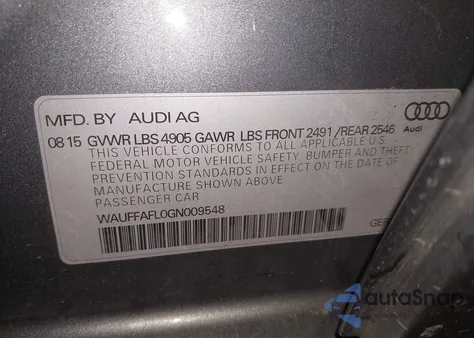 MFD. BY AUDI AG
Audi
08 15 GVWR LBS 4905 GAWR LBS FRONT 2491 /REAR 2546
THIS VEHICLE CONFORMS TO ALL APPLICABLE U.S.
FEDERAL MOTOR VEHICLE SAFETY, BUMPER AND THEFT
PREVENTION STANDARDS IN EFFECT ON THE DATE OF
MANUFACTURE SHOWN ABOVE
PASSENGER CAR
WAUFFAFL0GN009548
GER
autoSnap